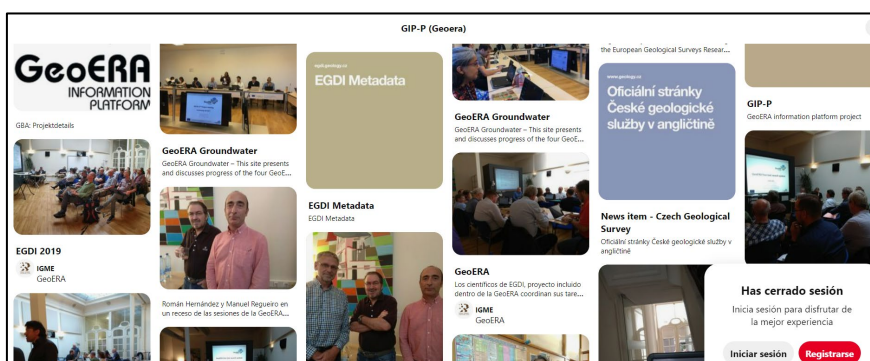 GIP-P (Geoera)
GeoERA
INFORMATION
PLATFORM
GBA: Projektdetails
EGDI 2019
IGME
GeoERA
GeoERA Groundwater
GeoERA Groundwater – This site presents
and discusses progress of the four GeoE...
Román Hernández y Manuel Regueiro en
un receso de las sesiones de la GeoERA...
egdi.geology.cz
EGDI Metadata
EGDI Metadata
EGDI Metadata
GeoERA Groundwater
GeoERA Groundwater – This site presents
and discusses progress of the four GeoE...
GeoERA
Los científicos de EGDI, proyecto incluido
dentro de la GeoERA coordinan sus tare...
IGME
GeoERA
the European Geological Surveys Resear...
www.geology.cz
Oficiální stránky
České geologické
služby v angličtině
News item - Czech Geological
Survey
Oficiální stránky České geologické služby v
angličtině
GIP-P
GeoERA information platform project
Has cerrado sesión
Inicia sesión para disfrutar de
la mejor experiencia
Iniciar sesión
Registrarse